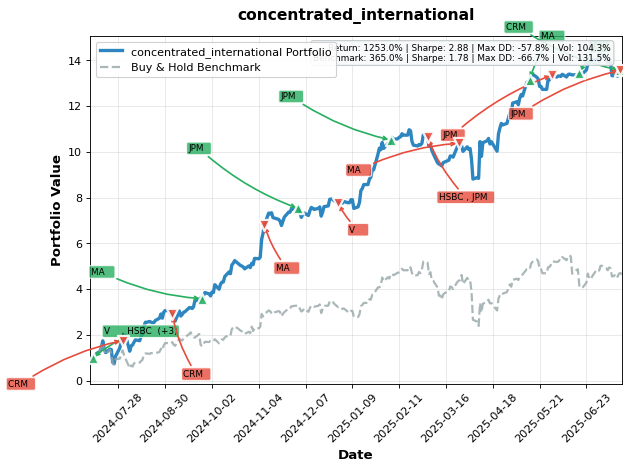 concentrated_international
CRM
MA
concentrated_international Portfolio
Buy & Hold Benchmark
Return: 1253.0% | Sharpe: 2.88 | Max DD: -57.8% | Vol: 104.3%
Benchmark: 365.0% | Sharpe: 1.78 | Max DD: -66.7% | Vol: 131.5%
JPM
JPM
JPM
JPM
MA
HSBC , JPM
V
MA
MA
V
HSBC (+3)
CRM
CRM
Portfolio Value
14
12
10
8
6
4
2
0
2024-07-28
2024-08-30
2024-10-02
2024-11-04
2024-12-07
2025-01-09
2025-02-11
2025-03-16
2025-04-18
2025-05-21
2025-06-23
Date